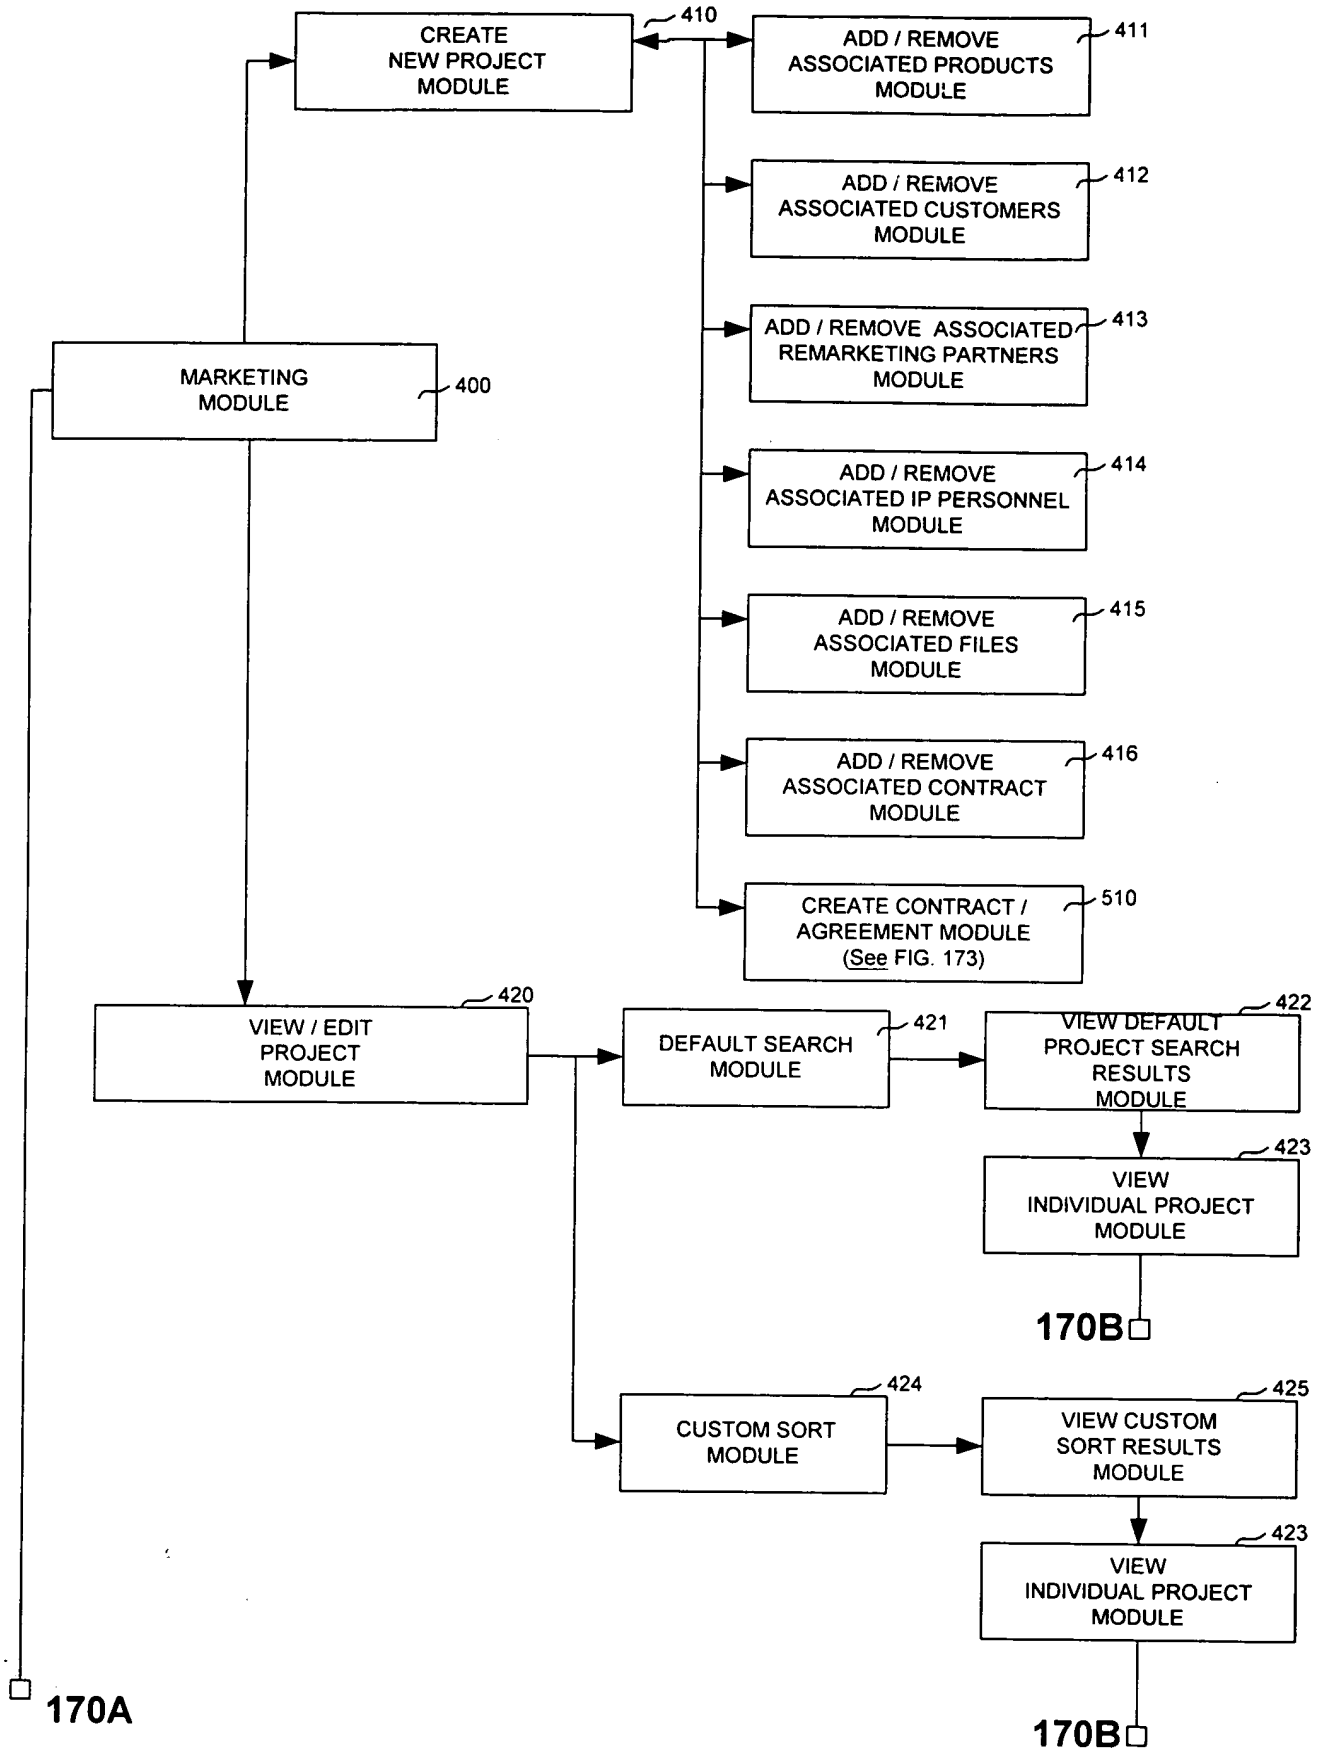 CREATE
NEW PROJECT
MODULE
410
ADD / REMOVE
ASSOCIATED PRODUCTS
MODULE
411
ADD / REMOVE
ASSOCIATED CUSTOMERS
MODULE
412
ADD / REMOVE ASSOCIATED
REMARKETING PARTNERS
MODULE
413
MARKETING
MODULE
400
ADD / REMOVE
ASSOCIATED IP PERSONNEL
MODULE
414
ADD / REMOVE
ASSOCIATED FILES
MODULE
415
ADD / REMOVE
ASSOCIATED CONTRACT
MODULE
416
CREATE CONTRACT /
AGREEMENT MODULE
(See FIG. 173)
510
VIEW / EDIT
PROJECT
MODULE
420
DEFAULT SEARCH
MODULE
421
VIEW DEFAULT
PROJECT SEARCH
RESULTS
MODULE
422
VIEW
INDIVIDUAL PROJECT
MODULE
423
170B
CUSTOM SORT
MODULE
424
VIEW CUSTOM
SORT RESULTS
MODULE
425
VIEW
INDIVIDUAL PROJECT
MODULE
423
170A
170B